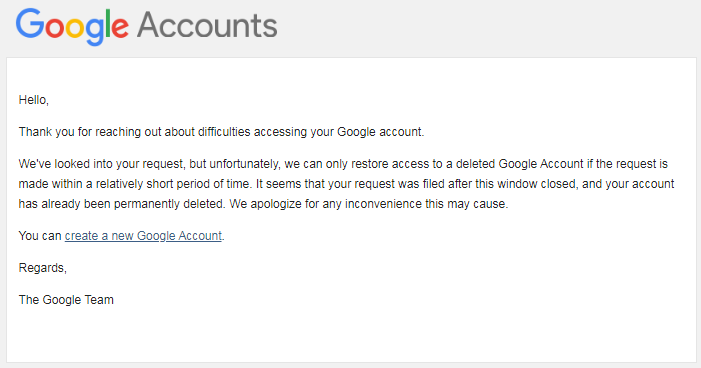 Google Accounts
Hello,
Thank you for reaching out about difficulties accessing your Google account.
We've looked into your request, but unfortunately, we can only restore access to a deleted Google Account if the request is
made within a relatively short period of time. It seems that your request was filed after this window closed, and your account
has already been permanently deleted. We apologize for any inconvenience this may cause.
You can create a new Google Account.
Regards,
The Google Team